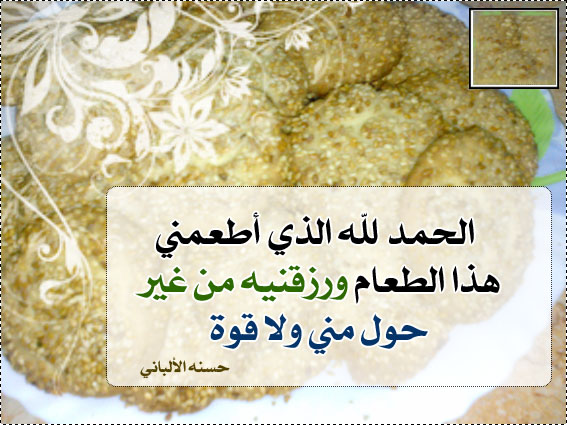 الحمد لله الذي أطعمني
هذا الطعام ورزقنيه من غير
حول مني ولا قوة
حسنه الألباني